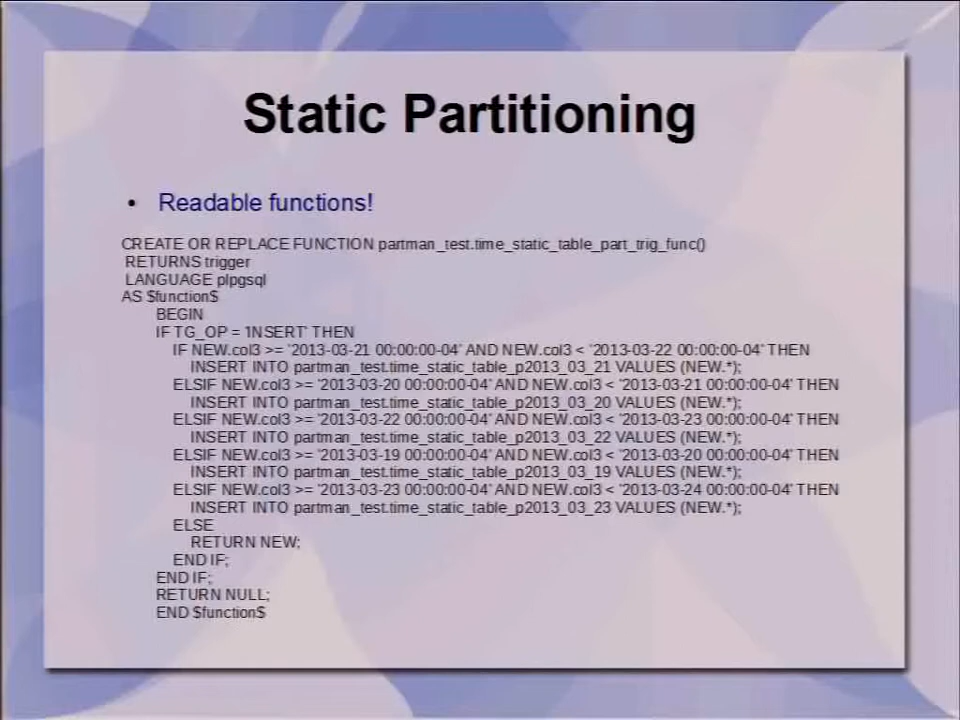 Static Partitioning
• Readable functions!
CREATE OR REPLACE FUNCTION partman_test.time_static_table_part_trig_func()
RETURNS trigger
LANGUAGE plpgsql
AS $function$
BEGIN
IF TG_OP = 'INSERT' THEN
IF NEW.col3 >= '2013-03-21 00:00:00-04' AND NEW.col3 < '2013-03-22 00:00:00-04' THEN
INSERT INTO partman_test.time_static_table_p2013_03_21 VALUES (NEW.*);
ELSIF NEW.col3 >= '2013-03-20 00:00:00-04' AND NEW.col3 < '2013-03-21 00:00:00-04' THEN
INSERT INTO partman_test.time_static_table_p2013_03_20 VALUES (NEW.*);
ELSIF NEW.col3 >= '2013-03-22 00:00:00-04' AND NEW.col3 < '2013-03-23 00:00:00-04' THEN
INSERT INTO partman_test.time_static_table_p2013_03_22 VALUES (NEW.*);
ELSIF NEW.col3 >= '2013-03-19 00:00:00-04' AND NEW.col3 < '2013-03-20 00:00:00-04' THEN
INSERT INTO partman_test.time_static_table_p2013_03_19 VALUES (NEW.*);
ELSIF NEW.col3 >= '2013-03-23 00:00:00-04' AND NEW.col3 < '2013-03-24 00:00:00-04' THEN
INSERT INTO partman_test.time_static_table_p2013_03_23 VALUES (NEW.*);
ELSE
RETURN NEW;
END IF;
END IF;
RETURN NULL;
END $function$